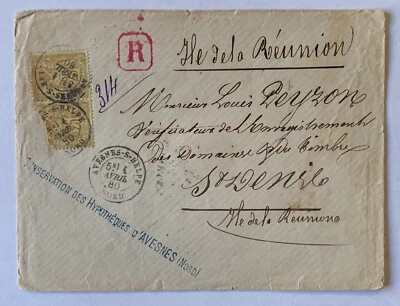 R
Ile de la Réunion
314
Monsieur Louis Peyzon
Vérificateur de l'Enregistrement
des Domaines & du Timbre
St Denis
Ile de la Réunion
AVESNES-S-HELPE
5E /
AVRIL
80
NORD
CONSERVATION DES HYPOTHÈQUES D'AVESNES (Nord)